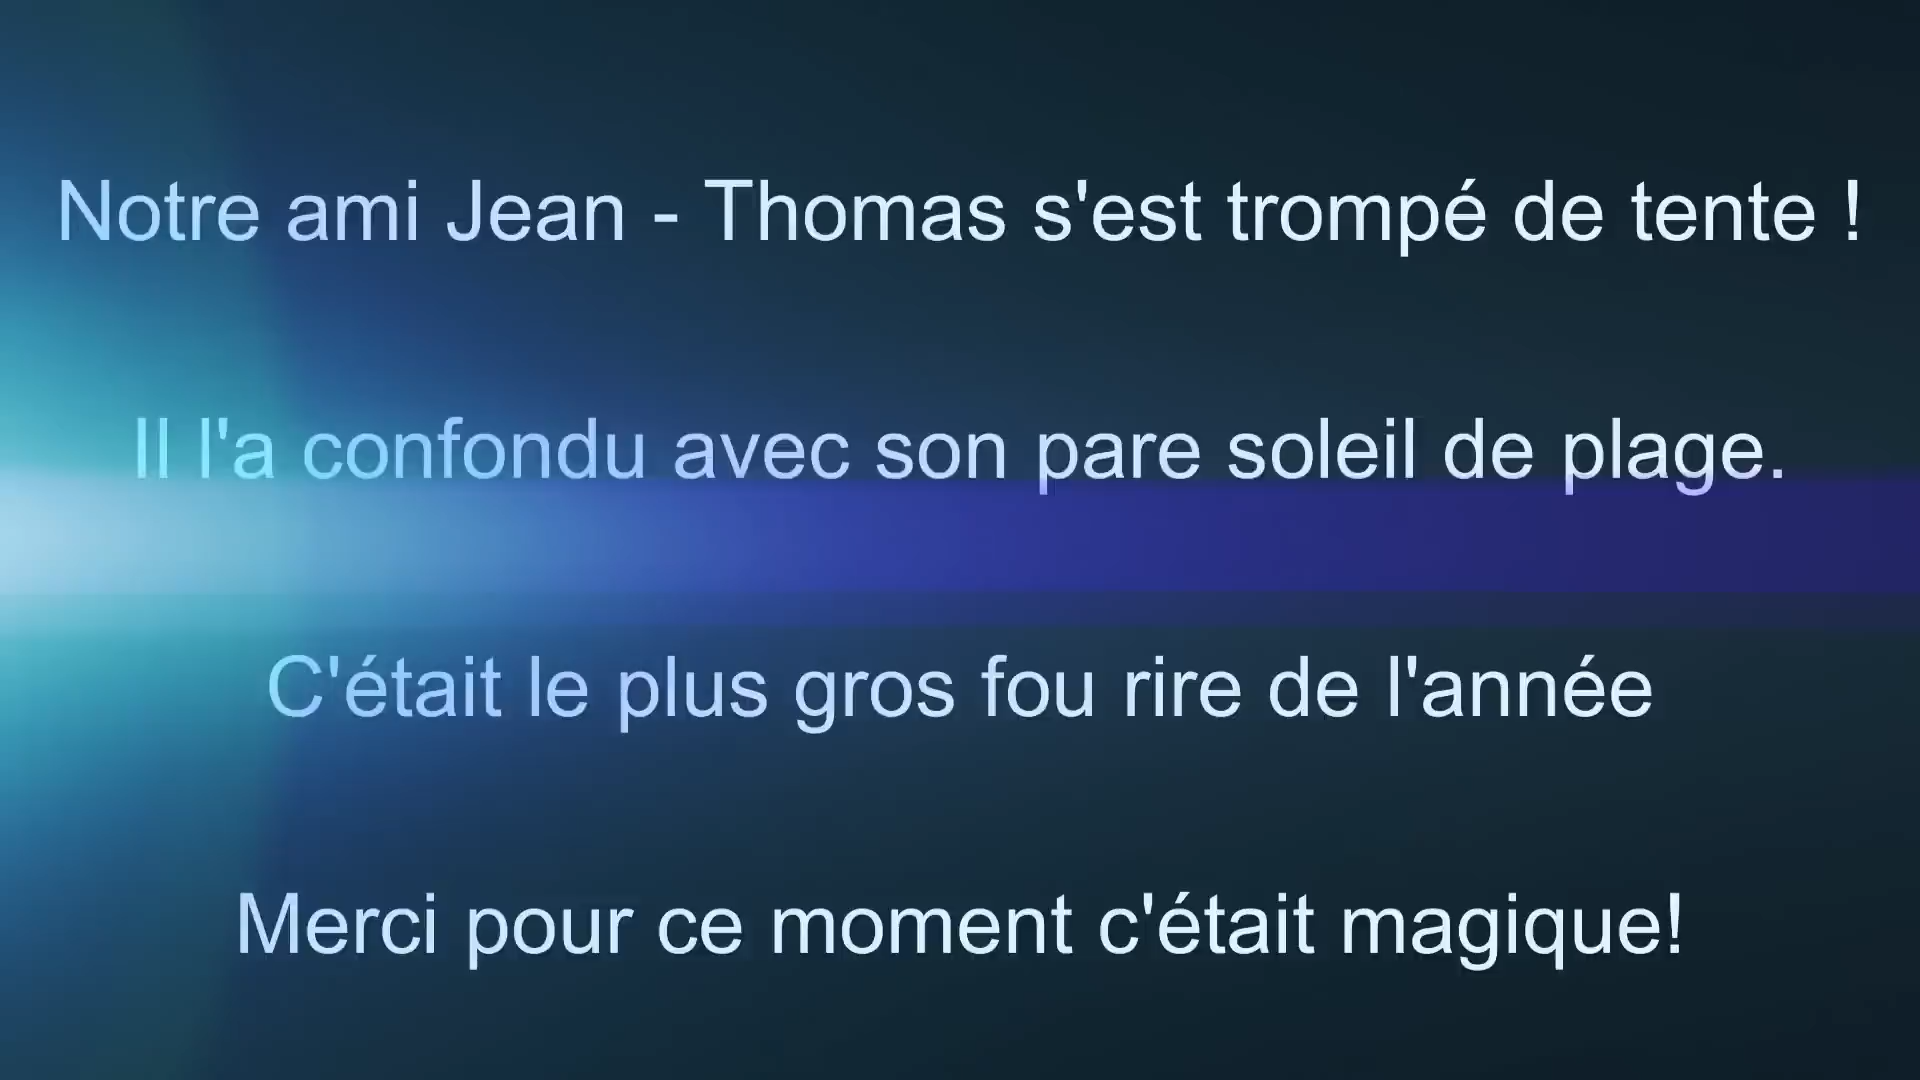 Notre ami Jean - Thomas s'est trompé de tente !
Il l'a confondu avec son pare soleil de plage.
C'était le plus gros fou rire de l'année
Merci pour ce moment c'était magique!